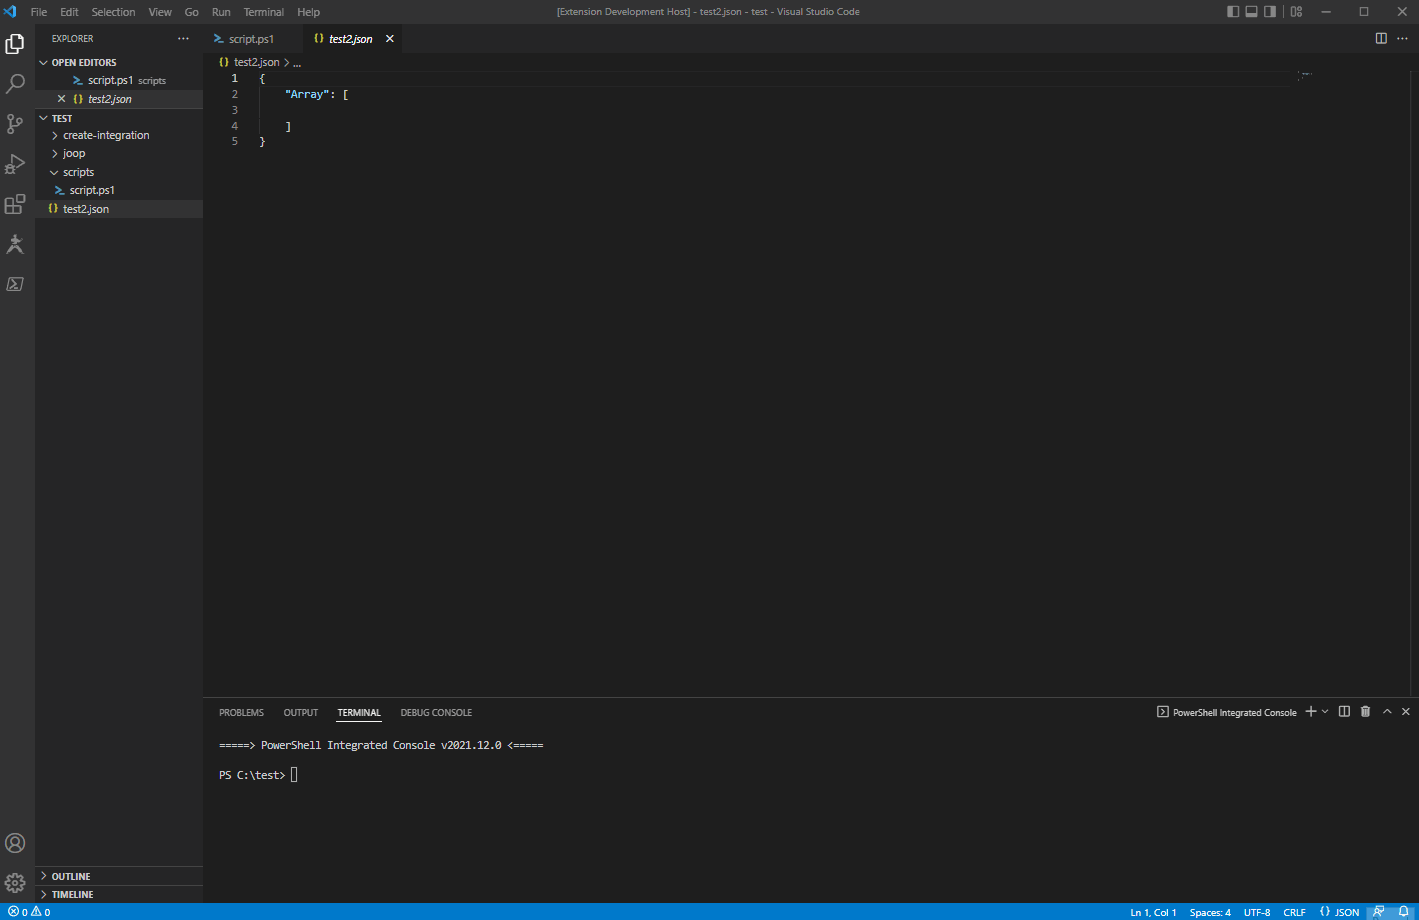 File Edit Selection View Go Run Terminal Help
[Extension Development Host] - test2.json - test - Visual Studio Code
EXPLORER
OPEN EDITORS
script.ps1 scripts
test2.json
TEST
create-integration
joop
scripts
script.ps1
test2.json
OUTLINE
TIMELINE
script.ps1 test2.json
test2.json > ...
1 {
2 "Array": [
3
4 ]
5 }
PROBLEMS OUTPUT TERMINAL DEBUG CONSOLE
PowerShell Integrated Console
=====> PowerShell Integrated Console v2021.12.0 <=====
PS C:\test>
0 0
Ln 1, Col 1 Spaces: 4 UTF-8 CRLF {} JSON